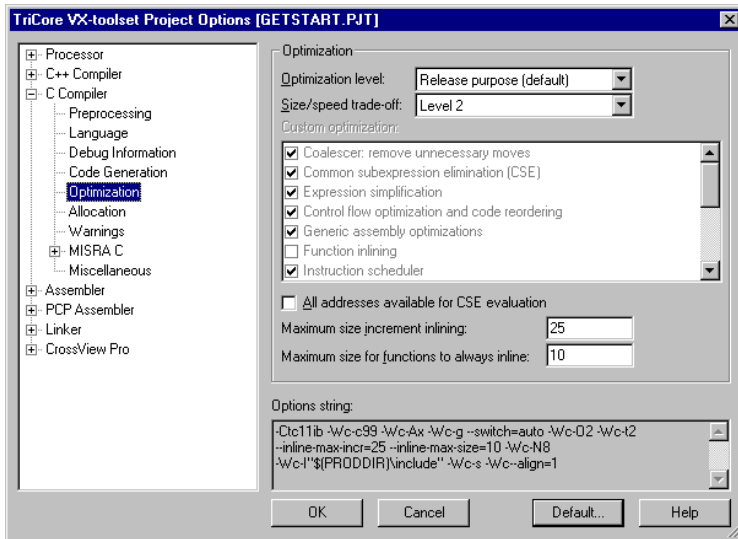 TriCore VX-toolset Project Options [GETSTART.PJT]
Processor
C++ Compiler
C Compiler
Preprocessing
Language
Debug Information
Code Generation
Optimization
Allocation
Warnings
MISRA C
Miscellaneous
Assembler
PCP Assembler
Linker
CrossView Pro
Optimization
Optimization level: Release purpose (default)
Size/speed trade-off: Level 2
Custom optimization:
Coalescer: remove unnecessary moves
Common subexpression elimination (CSE)
Expression simplification
Control flow optimization and code reordering
Generic assembly optimizations
Function inlining
Instruction scheduler
All addresses available for CSE evaluation
Maximum size increment inlining: 25
Maximum size for functions to always inline: 10
Options string:
-Ctc11ib -Wc-c99 -Wc-Ax -Wc-g --switch=auto -Wc-O2 -Wc-t2
--inline-max-incr=25 --inline-max-size=10 -Wc-N8
-Wc-I"$(PRODDIR)\include" -Wc-s -Wc--align=1
OK Cancel Default... Help